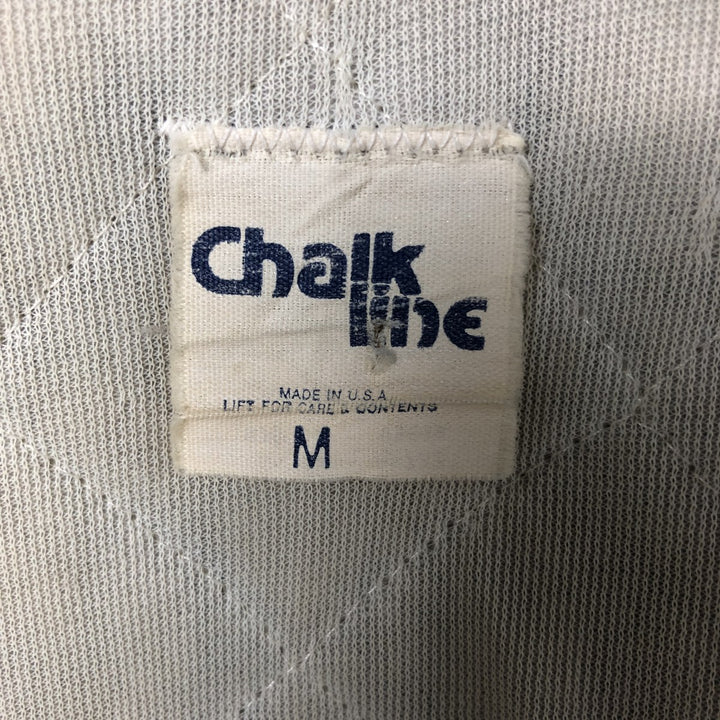 Chalk
line
MADE IN U.S.A
LIFT FOR CARE & CONTENTS
M